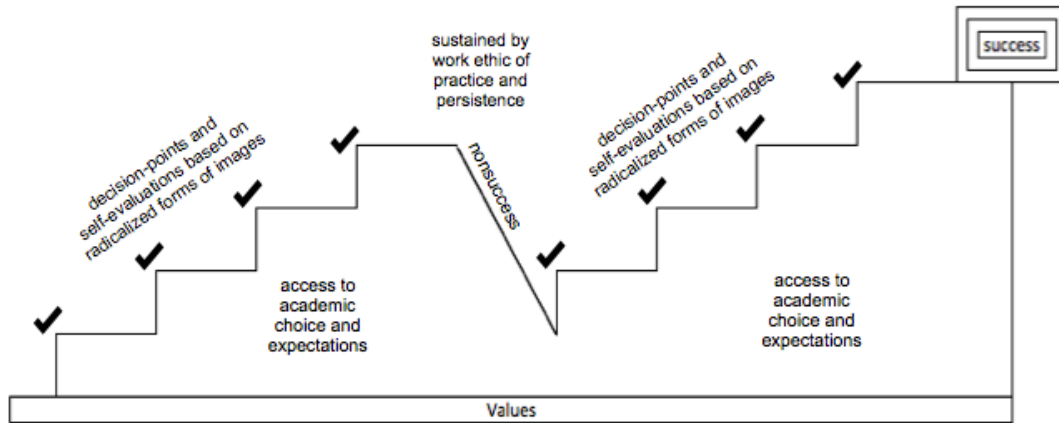 sustained by
work ethic of
practice and
persistence
success
decision-points and
self-evaluations based on
radicalized forms of images
nonsuccess
decision-points and
self-evaluations based on
radicalized forms of images
access to
academic
choice and
expectations
access to
academic
choice and
expectations
Values